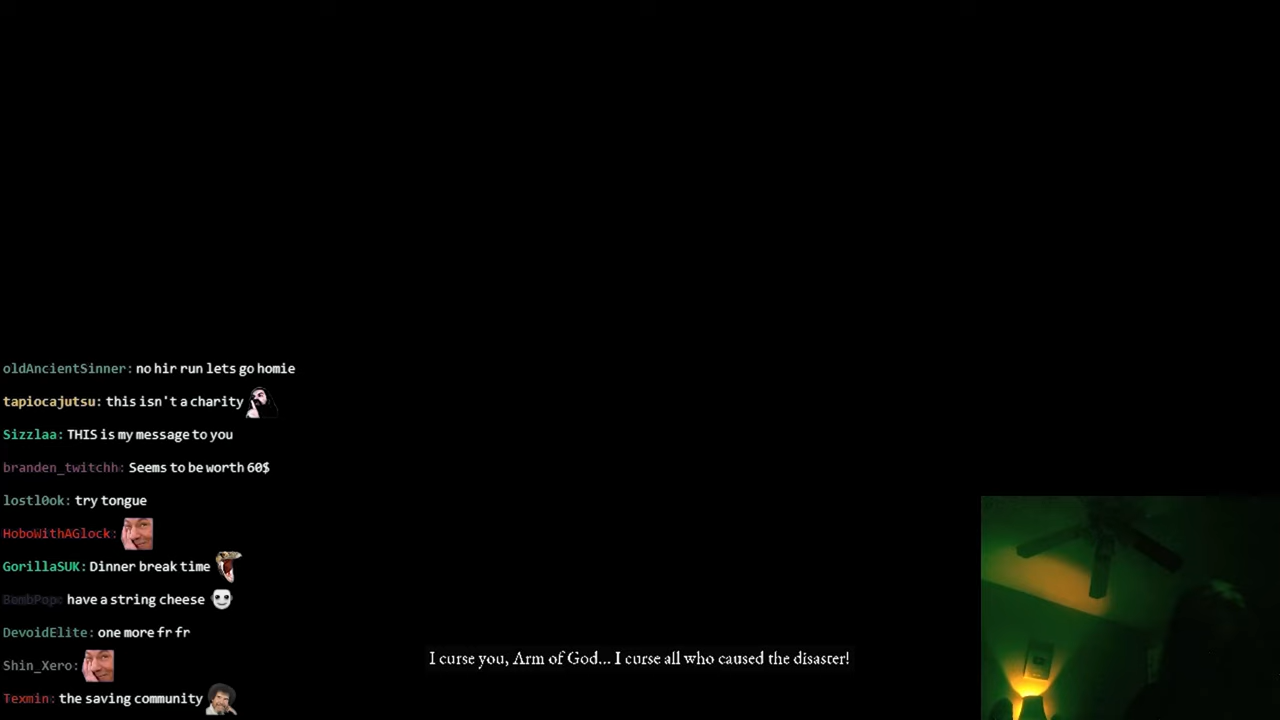 oldAncientSinner: no hir run lets go homie
tapiocajutsu: this isn't a charity
Sizzlaa: THIS is my message to you
branden_twitchh: Seems to be worth 60$
lostl0ok: try tongue
HoboWithAGlock:
GorillaSUK: Dinner break time
BombPop: have a string cheese
DevoidElite: one more fr fr
Shin_Xero:
Texmin: the saving community
I curse you, Arm of God... I curse all who caused the disaster!